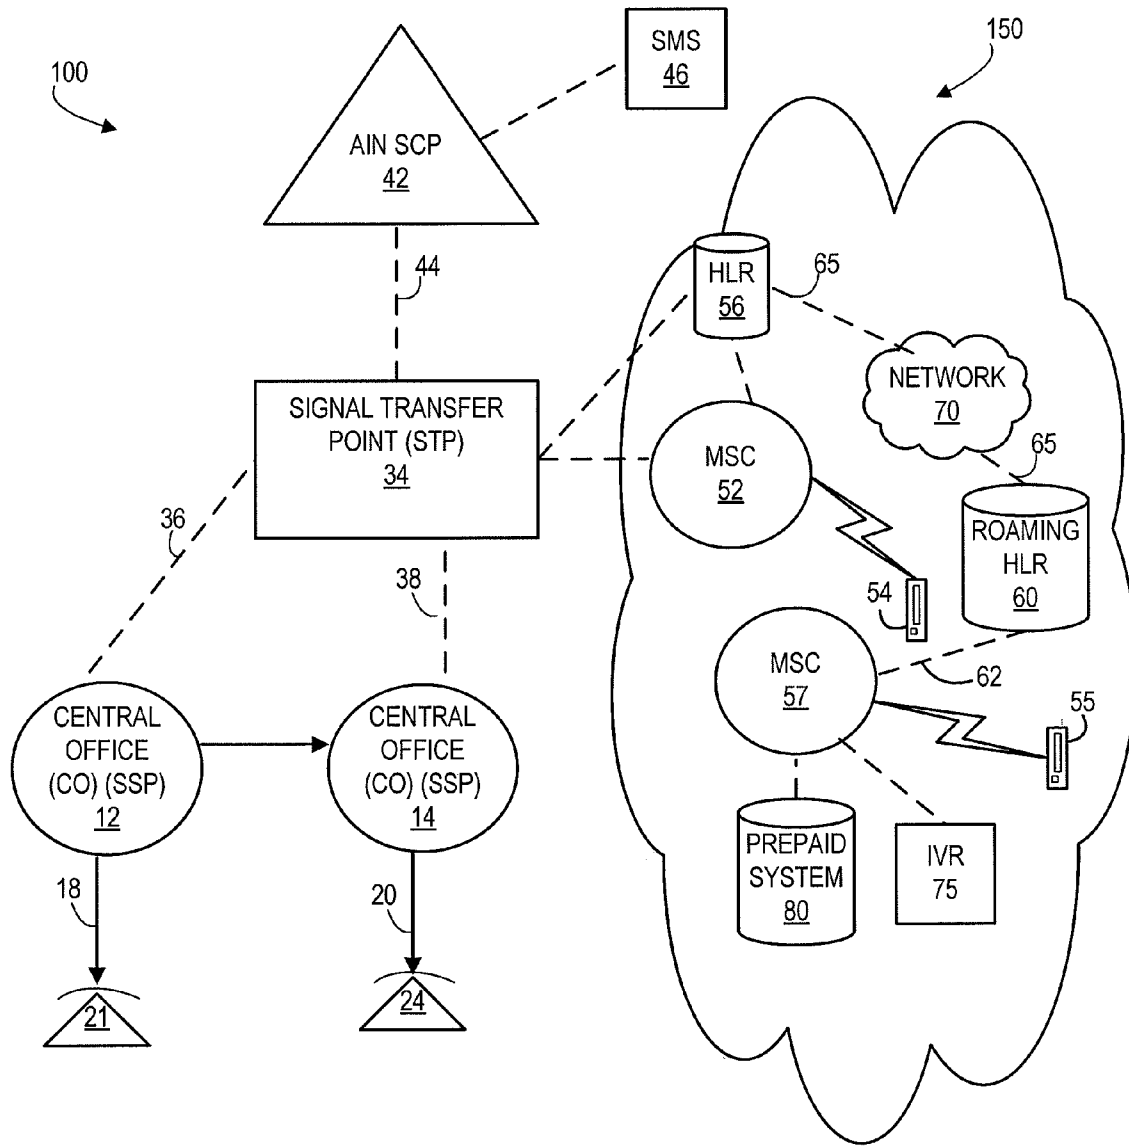 100
150
SMS
46
AIN SCP
42
44
HLR
56
65
NETWORK
70
65
SIGNAL TRANSFER
POINT (STP)
34
MSC
52
ROAMING
HLR
60
36
38
54
MSC
57
62
55
CENTRAL
OFFICE
(CO) (SSP)
12
CENTRAL
OFFICE
(CO) (SSP)
14
PREPAID
SYSTEM
80
IVR
75
18
20
21
24